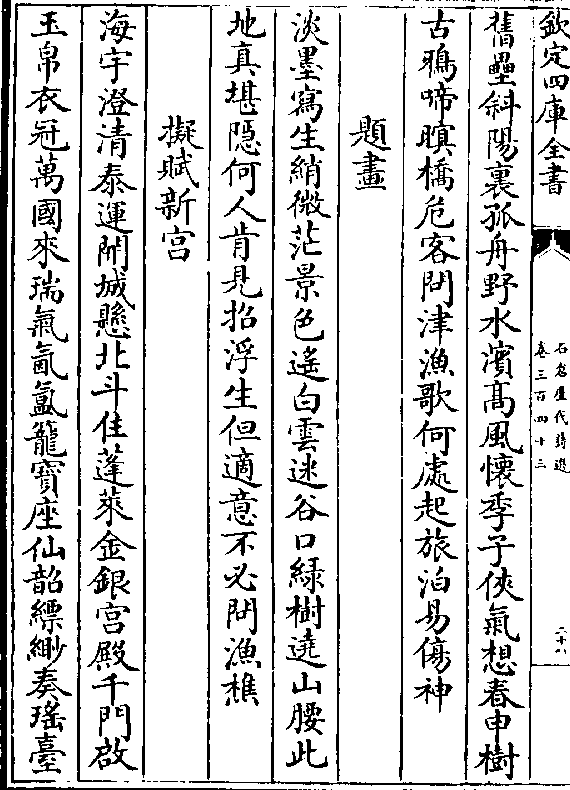 欽定四庫全書
石倉歴代詩選
卷三百四十三
二十八
舊壘斜陽裏孤舟野水濱髙風懷季子俠氣想春申樹
古鴉啼暝橋危客問津漁歌何處起旅泊易傷神
題畫
淡墨寫生綃微茫景色遙白雲迷谷口緑樹遶山腰此
地真堪隠何人肯見招浮生但適意不必問漁樵
擬賦新宫
海宇澄清泰運開城懸北斗住蓬萊金銀宫殿千門啟
玉帛衣冠萬國來瑞氣氤氲籠寳座仙韶縹緲奏瑤臺